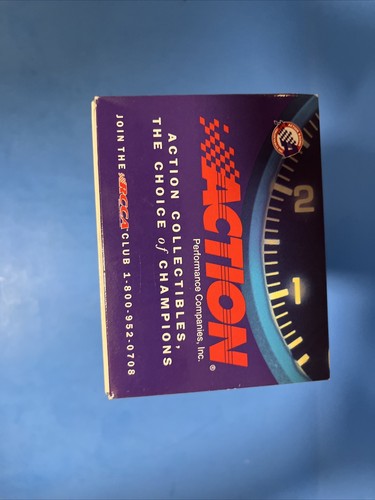 2
1
ACTION®
Performance Companies, Inc.
ACTION COLLECTIBLES,
THE CHOICE of CHAMPIONS
JOIN THE RCCA CLUB 1-800-952-0708